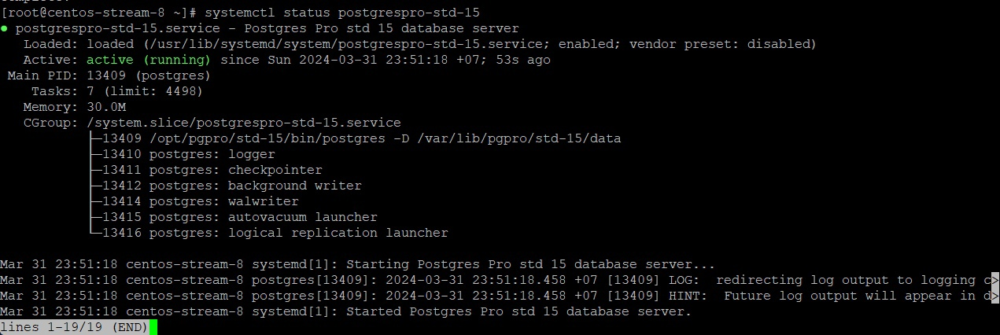 [root@centos-stream-8 ~]# systemctl status postgrespro-std-15
● postgrespro-std-15.service - Postgres Pro std 15 database server
   Loaded: loaded (/usr/lib/systemd/system/postgrespro-std-15.service; enabled; vendor preset: disabled)
   Active: active (running) since Sun 2024-03-31 23:51:18 +07; 53s ago
 Main PID: 13409 (postgres)
    Tasks: 7 (limit: 4498)
   Memory: 30.0M
   CGroup: /system.slice/postgrespro-std-15.service
           ├─13409 /opt/pgpro/std-15/bin/postgres -D /var/lib/pgpro/std-15/data
           ├─13410 postgres: logger
           ├─13411 postgres: checkpointer
           ├─13412 postgres: background writer
           ├─13414 postgres: walwriter
           ├─13415 postgres: autovacuum launcher
           └─13416 postgres: logical replication launcher
Mar 31 23:51:18 centos-stream-8 systemd[1]: Starting Postgres Pro std 15 database server...
Mar 31 23:51:18 centos-stream-8 postgres[13409]: 2024-03-31 23:51:18.458 +07 [13409] LOG:  redirecting log output to logging c>
Mar 31 23:51:18 centos-stream-8 postgres[13409]: 2024-03-31 23:51:18.458 +07 [13409] HINT:  Future log output will appear in d>
Mar 31 23:51:18 centos-stream-8 systemd[1]: Started Postgres Pro std 15 database server.
lines 1-19/19 (END)